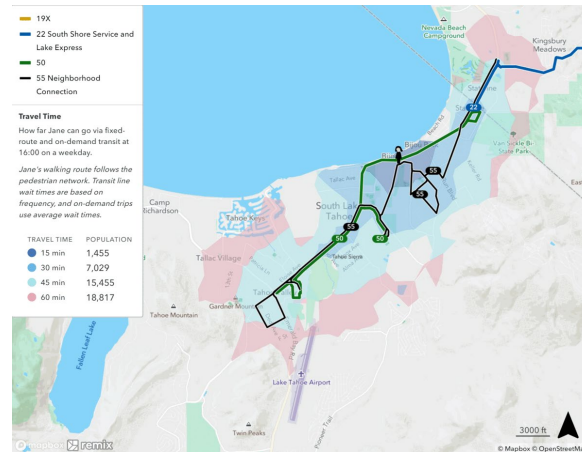 19X
22 South Shore Service and
Lake Express
50
55 Neighborhood
Connection
Travel Time
How far Jane can go via fixed-
route and on-demand transit at
16:00 on a weekday.
Jane's walking route follows the
pedestrian network. Transit line
wait times are based on
frequency, and on-demand trips
use average wait times.
TRAVEL TIME POPULATION
15 min 1,455
30 min 7,029
45 min 15,455
60 min 18,817
Nevada Beach
Campground
Kingsbury
Meadows
22
Van Sickle Bi
State Park
Beach Rd
55
55
Camp
Richardson
Tahoe Keys
South Lake
Tahoe
55
50
50
Tallac Village
Gardner Mount
Tahoe Mountain
Fallen Leaf Lake
Lake Tahoe Airport
Twin Peaks
Pioneer Trail
3000 ft
mapbox remix
© Mapbox © OpenStreetMa